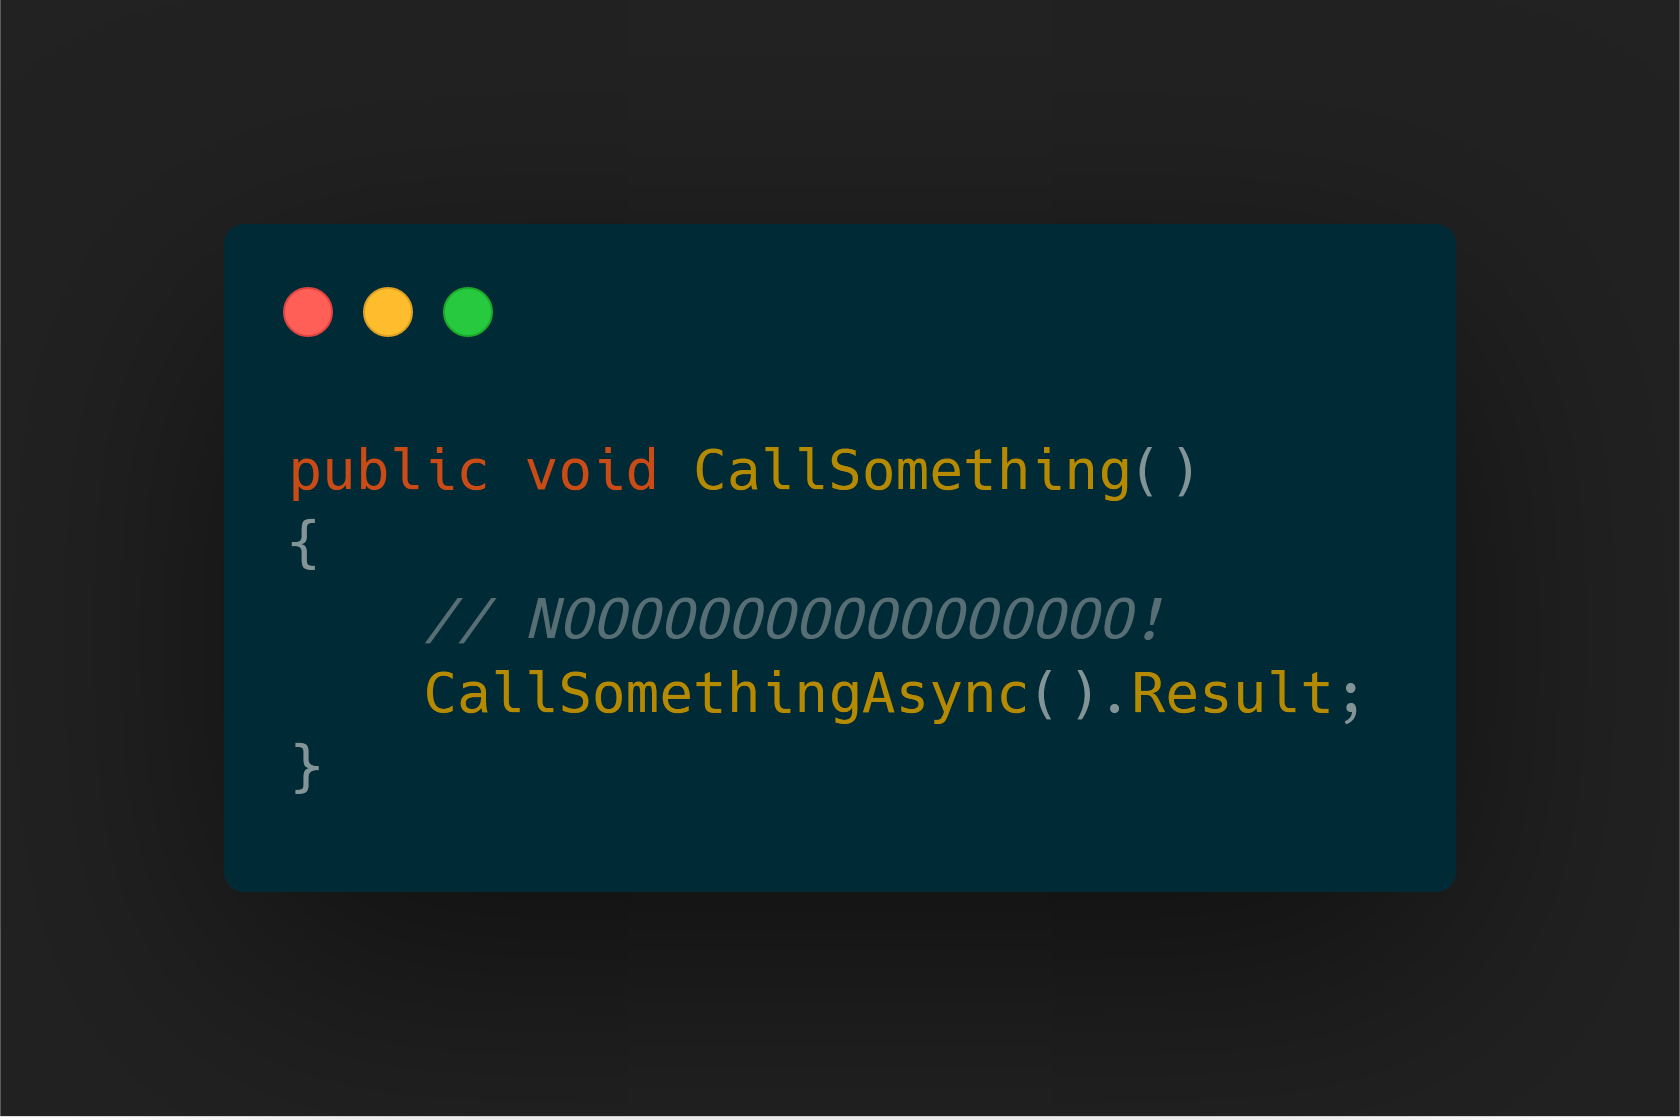 public void CallSomething()
{
    // NOOOOOOOOOOOOOOOOO!
    CallSomethingAsync().Result;
}